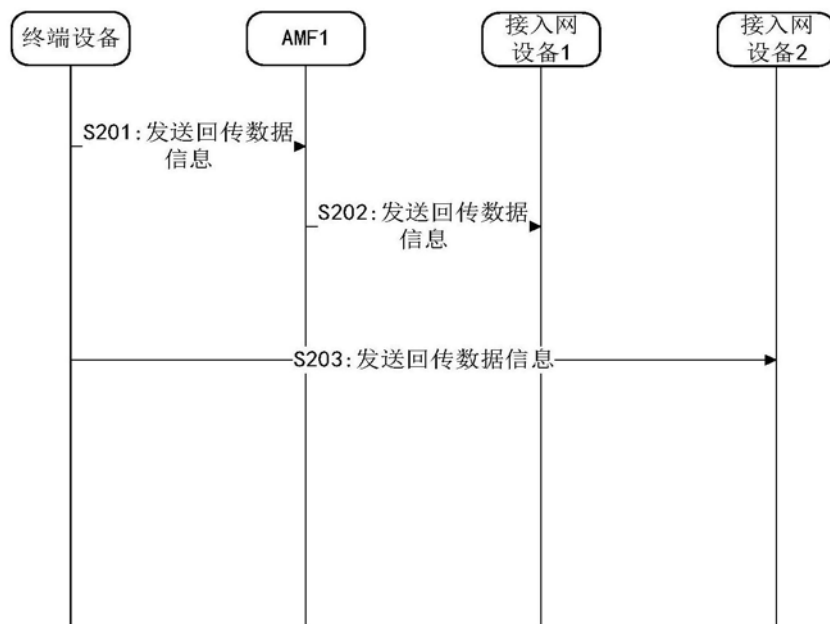 终端设备
AMF1
接入网
设备1
接入网
设备2
S201:发送回传数据
信息
S202:发送回传数据
信息
S203:发送回传数据信息